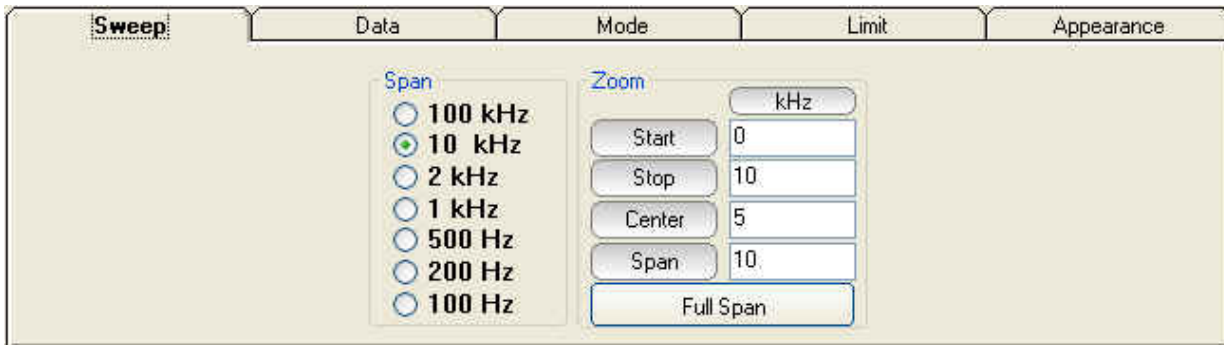 Sweep Data Mode Limit Appearance
Span
100 kHz
10 kHz
2 kHz
1 kHz
500 Hz
200 Hz
100 Hz
Zoom
kHz
Start 0
Stop 10
Center 5
Span 10
Full Span